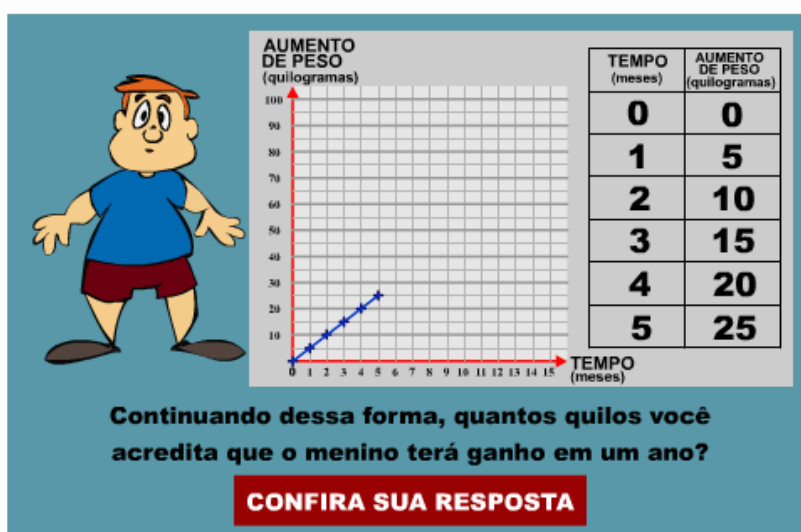 AUMENTO
DE PESO
(quilogramas)
100
90
80
70
60
50
40
30
20
10
0 1 2 3 4 5 6 7 8 9 10 11 12 13 14 15
TEMPO
(meses)
TEMPO
(meses)
AUMENTO
DE PESO
(quilogramas)
0 0
1 5
2 10
3 15
4 20
5 25
Continuando dessa forma, quantos quilos você
acredita que o menino terá ganho em um ano?
CONFIRA SUA RESPOSTA